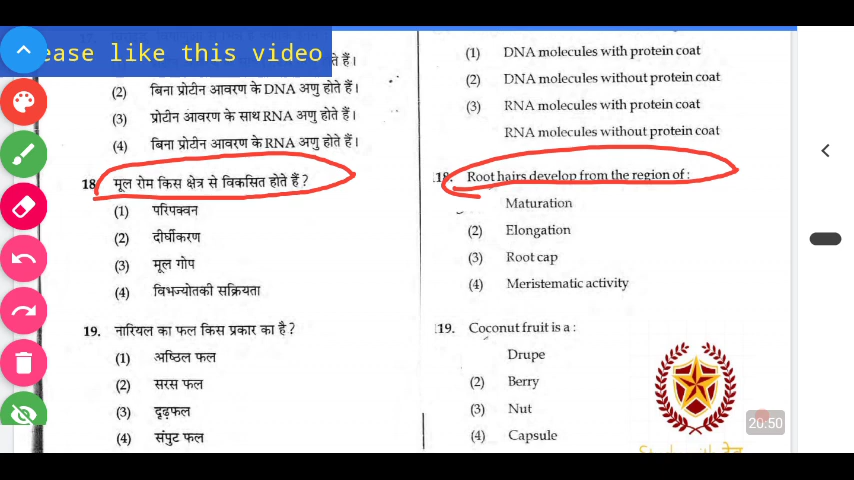 ease like this video
ते हैं।
(2) बिना प्रोटीन आवरण के DNA अणु होते हैं।
(3) प्रोटीन आवरण के साथ RNA अणु होते हैं।
(4) बिना प्रोटीन आवरण के RNA अणु होते हैं।
18 मूल रोम किस क्षेत्र से विकसित होते हैं ?
(1) परिपक्वन
(2) दीर्घीकरण
(3) मूल गोप
(4) विभज्योतकी सक्रियता
19. नारियल का फल किस प्रकार का है ?
(1) अष्ठिल फल
(2) सरस फल
(3) दृढ़फल
(4) संपुट फल
(1) DNA molecules with protein coat
(2) DNA molecules without protein coat
(3) RNA molecules with protein coat
RNA molecules without protein coat
18. Root hairs develop from the region of :
Maturation
(2) Elongation
(3) Root cap
(4) Meristematic activity
19. Coconut fruit is a :
Drupe
(2) Berry
(3) Nut
(4) Capsule
20:50